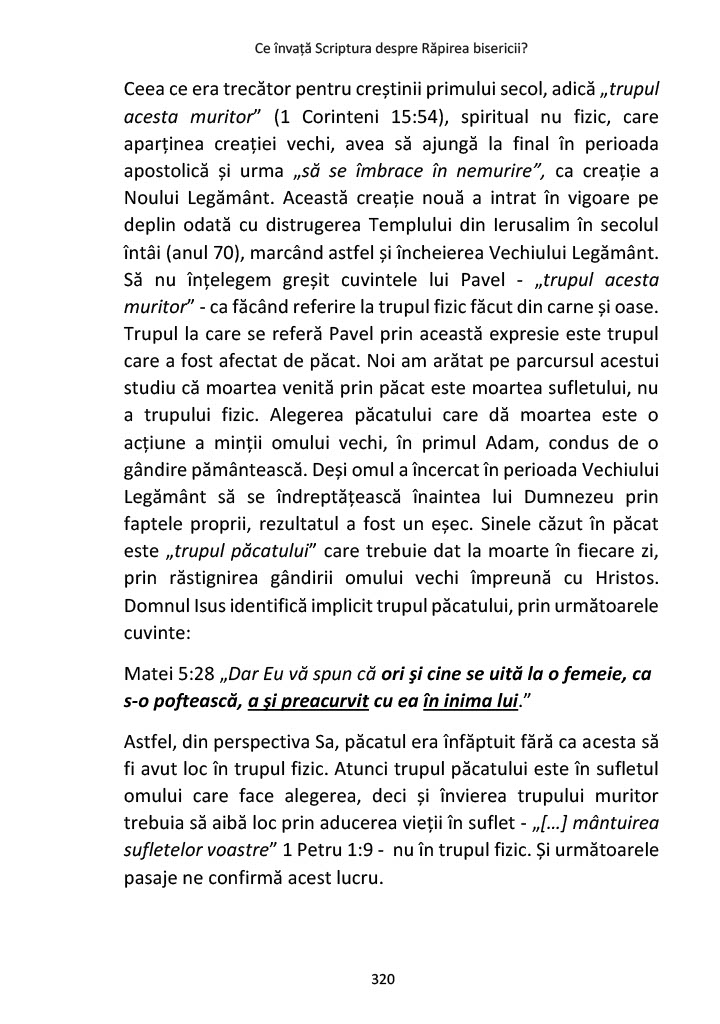 Ce învață Scriptura despre Răpirea bisericii?
Ceea ce era trecător pentru creștinii primului secol, adică „trupul
acesta muritor” (1 Corinteni 15:54), spiritual nu fizic, care
aparținea creației vechi, avea să ajungă la final în perioada
apostolică și urma „să se îmbrace în nemurire”, ca creație a
Noului Legământ. Această creație nouă a intrat în vigoare pe
deplin odată cu distrugerea Templului din Ierusalim în secolul
întâi (anul 70), marcând astfel și încheierea Vechiului Legământ.
Să nu înțelegem greșit cuvintele lui Pavel - „trupul acesta
muritor” - ca făcând referire la trupul fizic făcut din carne și oase.
Trupul la care se referă Pavel prin această expresie este trupul
care a fost afectat de păcat. Noi am arătat pe parcursul acestui
studiu că moartea venită prin păcat este moartea sufletului, nu
a trupului fizic. Alegerea păcatului care dă moartea este o
acțiune a minții omului vechi, în primul Adam, condus de o
gândire pământească. Deși omul a încercat în perioada Vechiului
Legământ să se îndreptățească înaintea lui Dumnezeu prin
faptele proprii, rezultatul a fost un eșec. Sinele căzut în păcat
este „trupul păcatului” care trebuie dat la moarte în fiecare zi,
prin răstignirea gândirii omului vechi împreună cu Hristos.
Domnul Isus identifică implicit trupul păcatului, prin următoarele
cuvinte:
Matei 5:28 „Dar Eu vă spun că ori şi cine se uită la o femeie, ca
s-o poftească, a şi preacurvit cu ea în inima lui.”
Astfel, din perspectiva Sa, păcatul era înfăptuit fără ca acesta să
fi avut loc în trupul fizic. Atunci trupul păcatului este în sufletul
omului care face alegerea, deci și învierea trupului muritor
trebuia să aibă loc prin aducerea vieții în suflet - „[…] mântuirea
sufletelor voastre” 1 Petru 1:9 - nu în trupul fizic. Și următoarele
pasaje ne confirmă acest lucru.
320